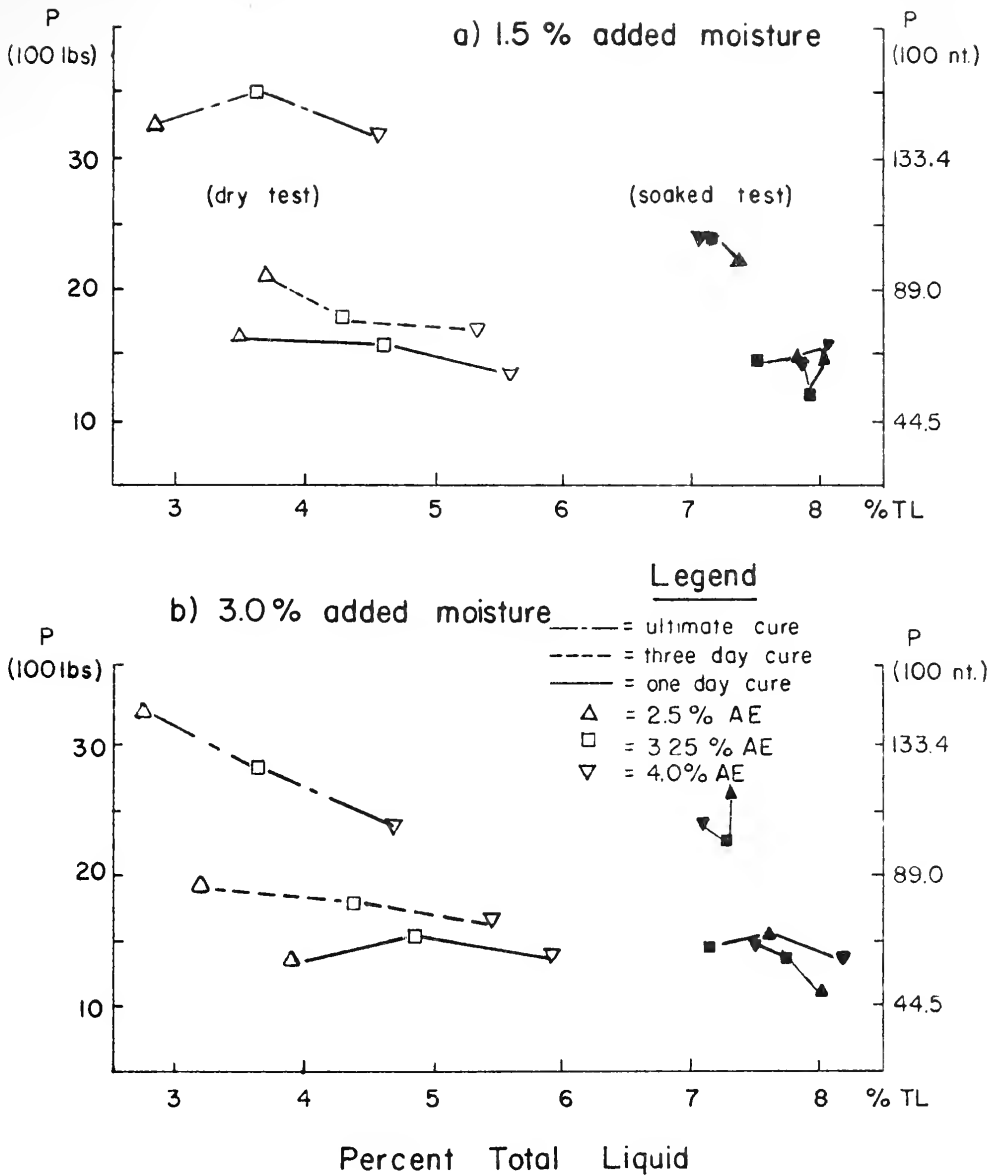 a) 1.5 % added moisture
P
(100 lbs)
P
(100 nt.)
30
133.4
(dry test)
(soaked test)
20
89.0
10
44.5
3 4 5 6 7 8 % TL
Legend
b) 3.0 % added moisture
= ultimate cure
= three day cure
= one day cure
△ = 2.5 % AE
□ = 3.25 % AE
▽ = 4.0% AE
P
(100 lbs)
P
(100 nt.)
30
133.4
20
89.0
10
44.5
3 4 5 6 7 8 % TL
Percent Total Liquid